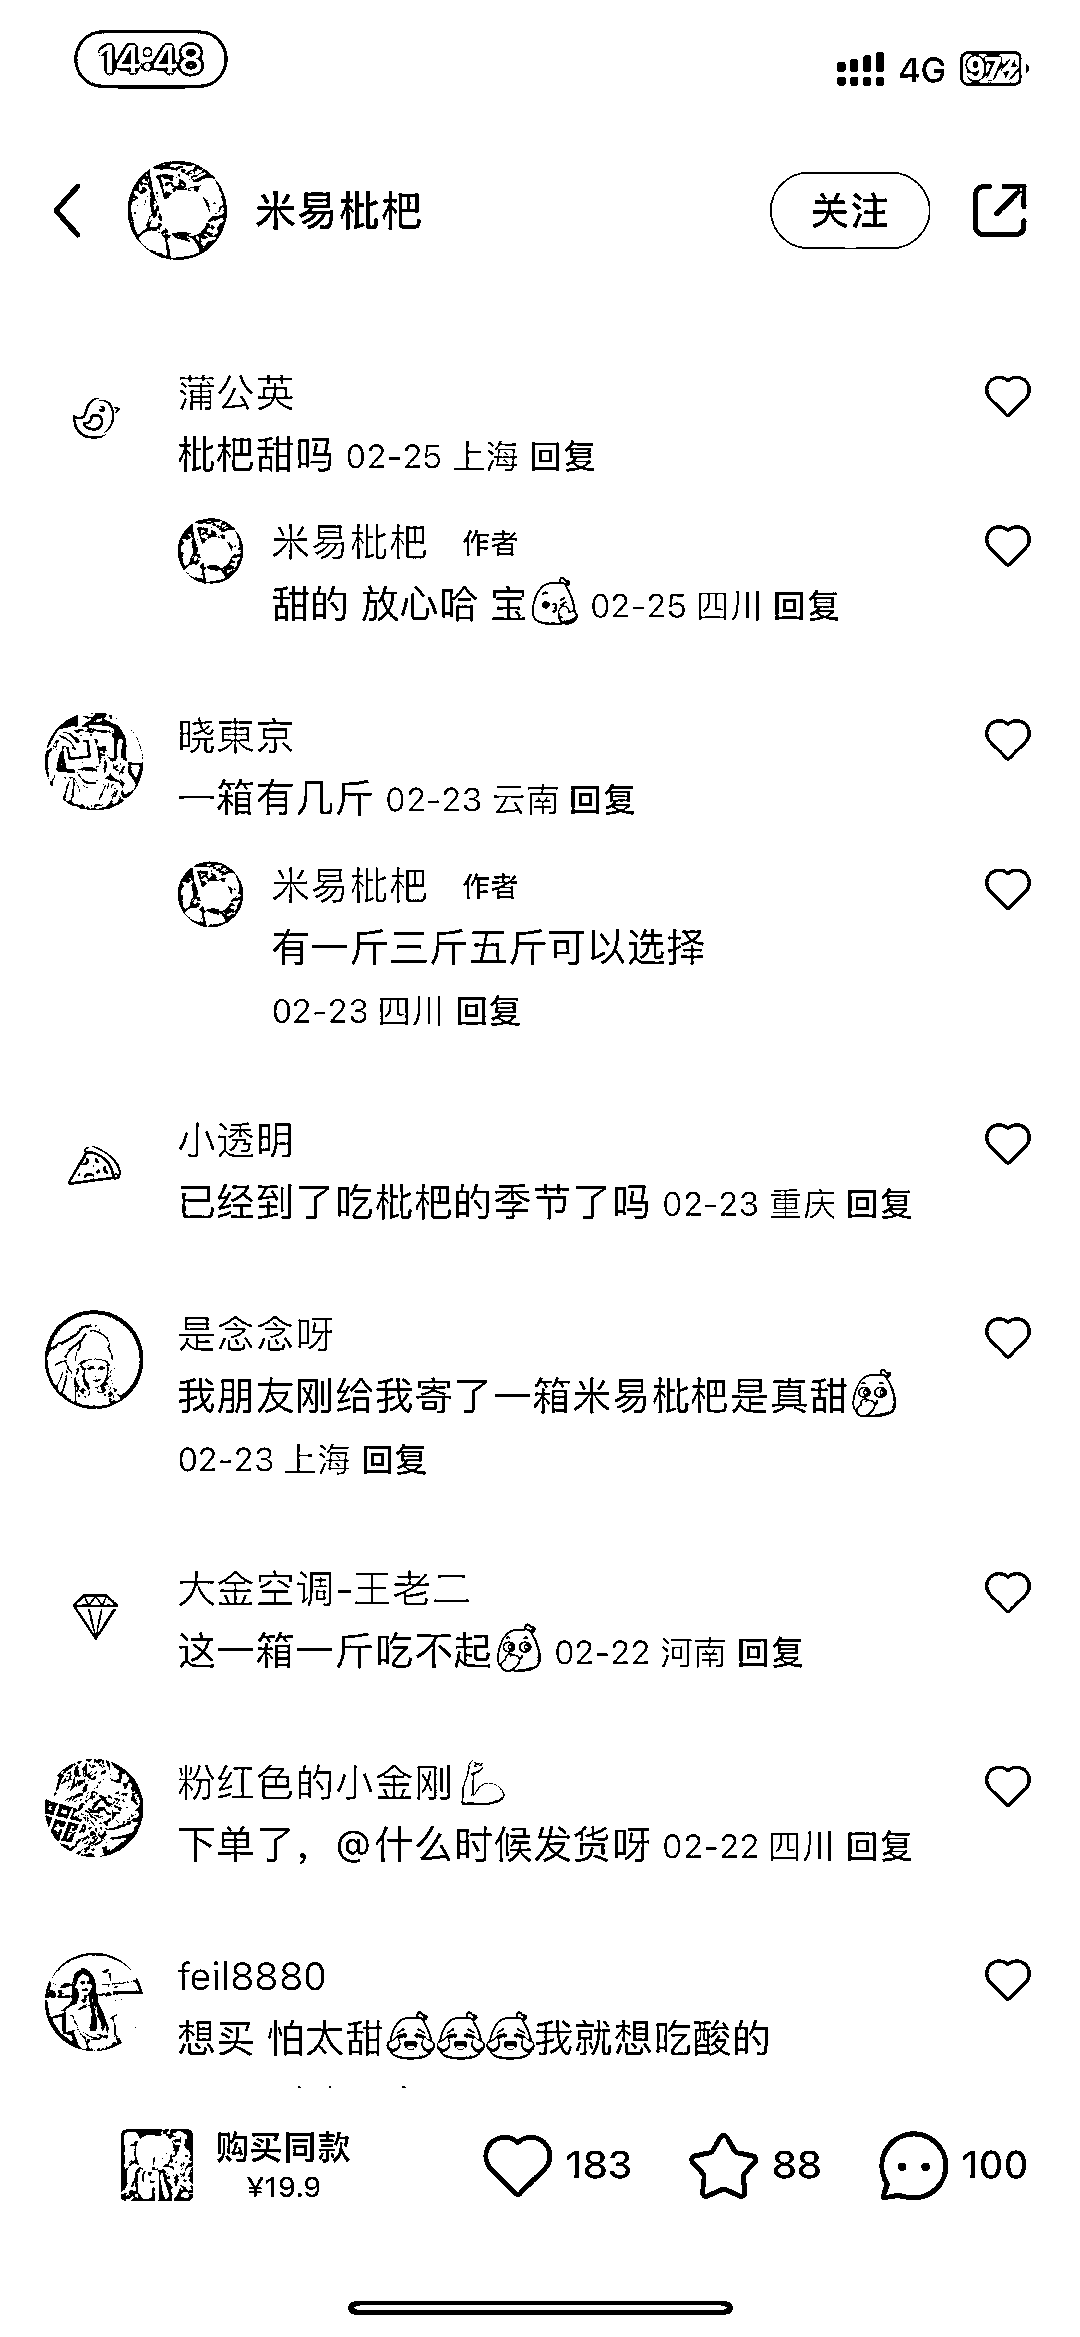 14:48
4G 97
米易枇杷
关注
蒲公英
枇杷甜吗 02-25 上海 回复
米易枇杷 作者
甜的 放心哈 宝 02-25 四川 回复
晓東京
一箱有几斤 02-23 云南 回复
米易枇杷 作者
有一斤三斤五斤可以选择
02-23 四川 回复
小透明
已经到了吃枇杷的季节了吗 02-23 重庆 回复
是念念呀
我朋友刚给我寄了一箱米易枇杷是真甜
02-23 上海 回复
大金空调-王老二
这一箱一斤吃不起 02-22 河南 回复
粉红色的小金刚💪
下单了，@什么时候发货呀 02-22 四川 回复
feil8880
想买 怕太甜我就想吃酸的
购买同款
¥19.9
183
88
100